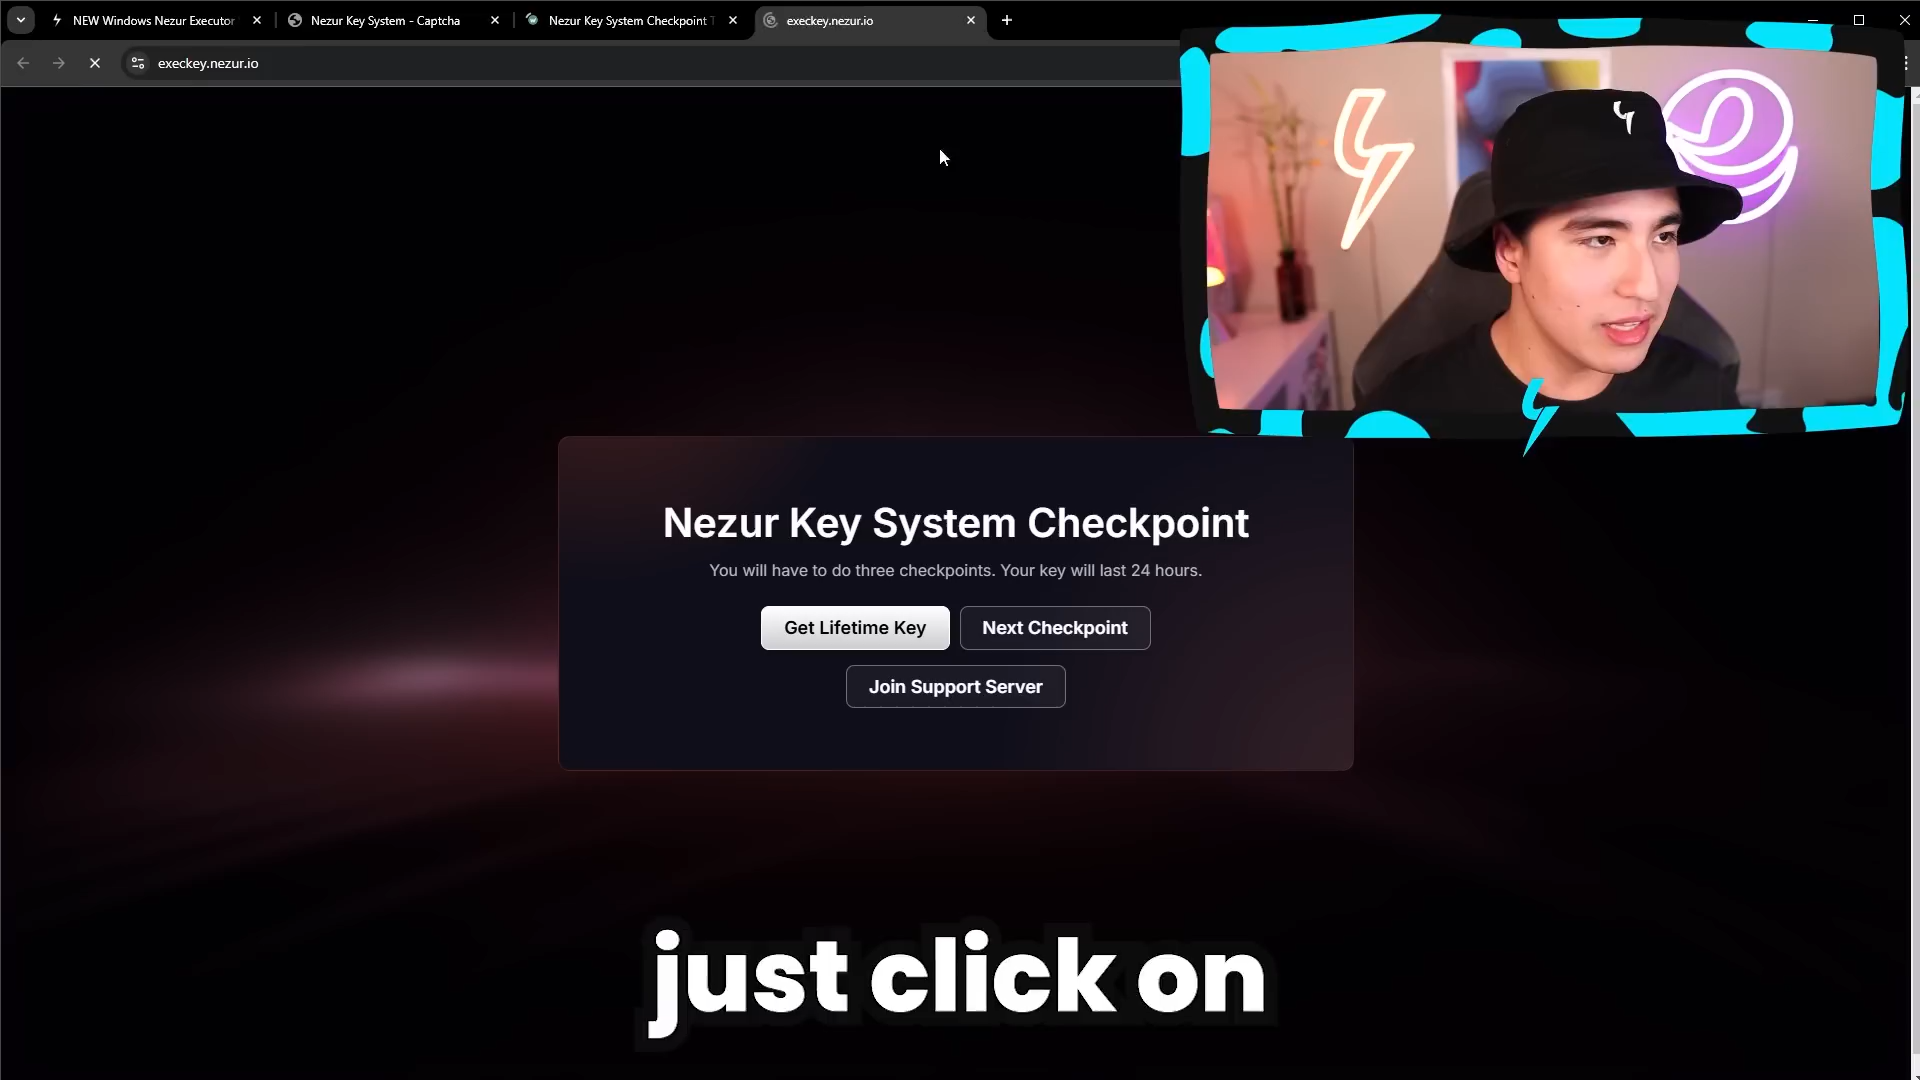 NEW Windows Nezur Executor
Nezur Key System - Captcha
Nezur Key System Checkpoint
execkey.nezur.io
execkey.nezur.io
Nezur Key System Checkpoint
You will have to do three checkpoints. Your key will last 24 hours.
Get Lifetime Key
Next Checkpoint
Join Support Server
just click on